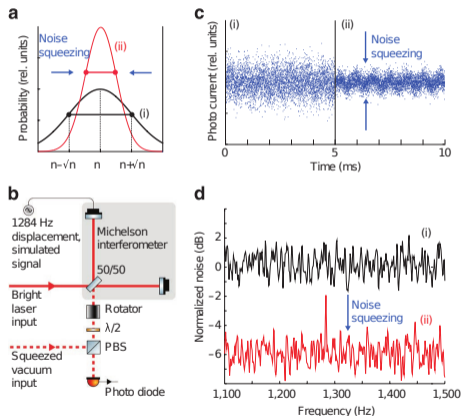 a
Noise
squeezing
(ii)
(i)
Probability (rel. units)
n−√n
n
n+√n
b
1284 Hz
displacement,
simulated
signal
Michelson
interferometer
50/50
Bright
laser
input
Rotator
λ/2
PBS
Squeezed
vacuum
input
Photo diode
c
(i)
(ii)
Noise
squeezing
Photo current (rel. units)
0
5
10
Time (ms)
d
Normalized noise (dB)
2
0
−2
−4
−6
(i)
Noise
squeezing
(ii)
1,100
1,200
1,300
1,400
1,500
Frequency (Hz)